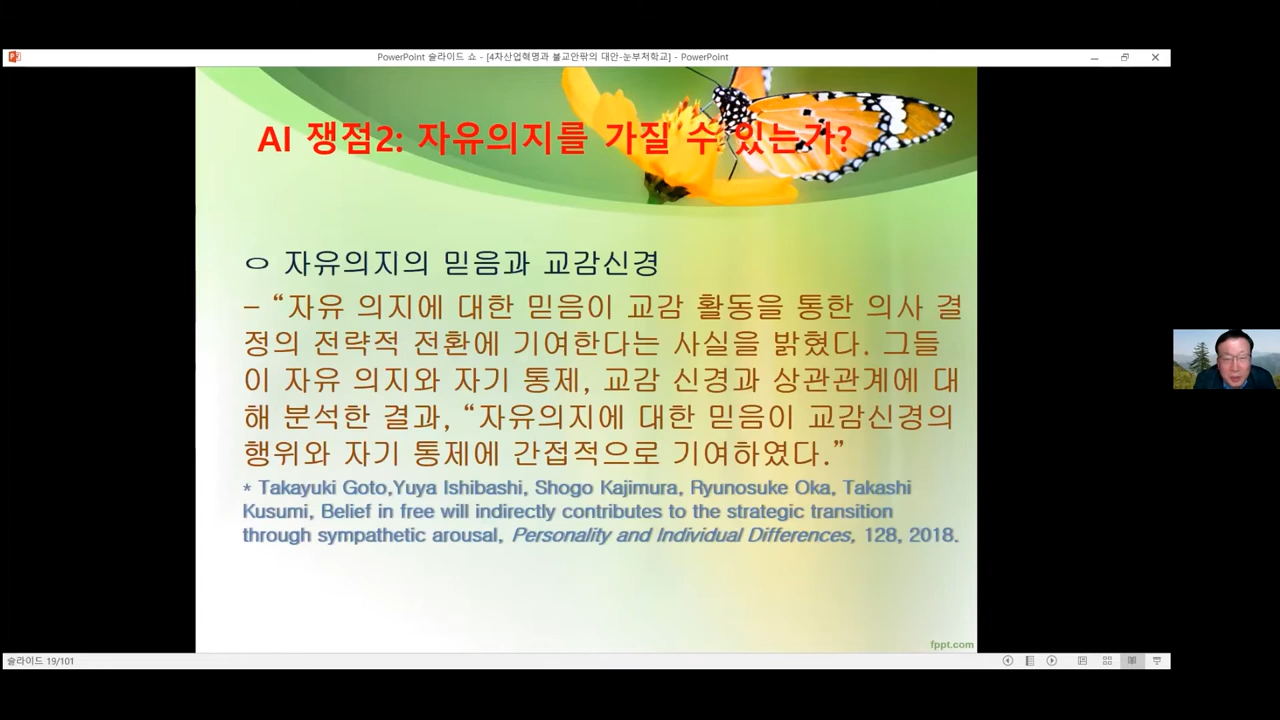 PowerPoint 슬라이드 쇼 - [4차산업혁명과 불교안팎의 대안-눈부처학교] - PowerPoint
AI 쟁점2: 자유의지를 가질 수 있는가?
ㅇ 자유의지의 믿음과 교감신경
- “자유 의지에 대한 믿음이 교감 활동을 통한 의사 결
정의 전략적 전환에 기여한다는 사실을 밝혔다. 그들
이 자유 의지와 자기 통제, 교감 신경과 상관관계에 대
해 분석한 결과, “자유의지에 대한 믿음이 교감신경의
행위와 자기 통제에 간접적으로 기여하였다.”
* Takayuki Goto,Yuya Ishibashi, Shogo Kajimura, Ryunosuke Oka, Takashi
Kusumi, Belief in free will indirectly contributes to the strategic transition
through sympathetic arousal, Personality and Individual Differences, 128, 2018.
fppt.com
슬라이드 19/101